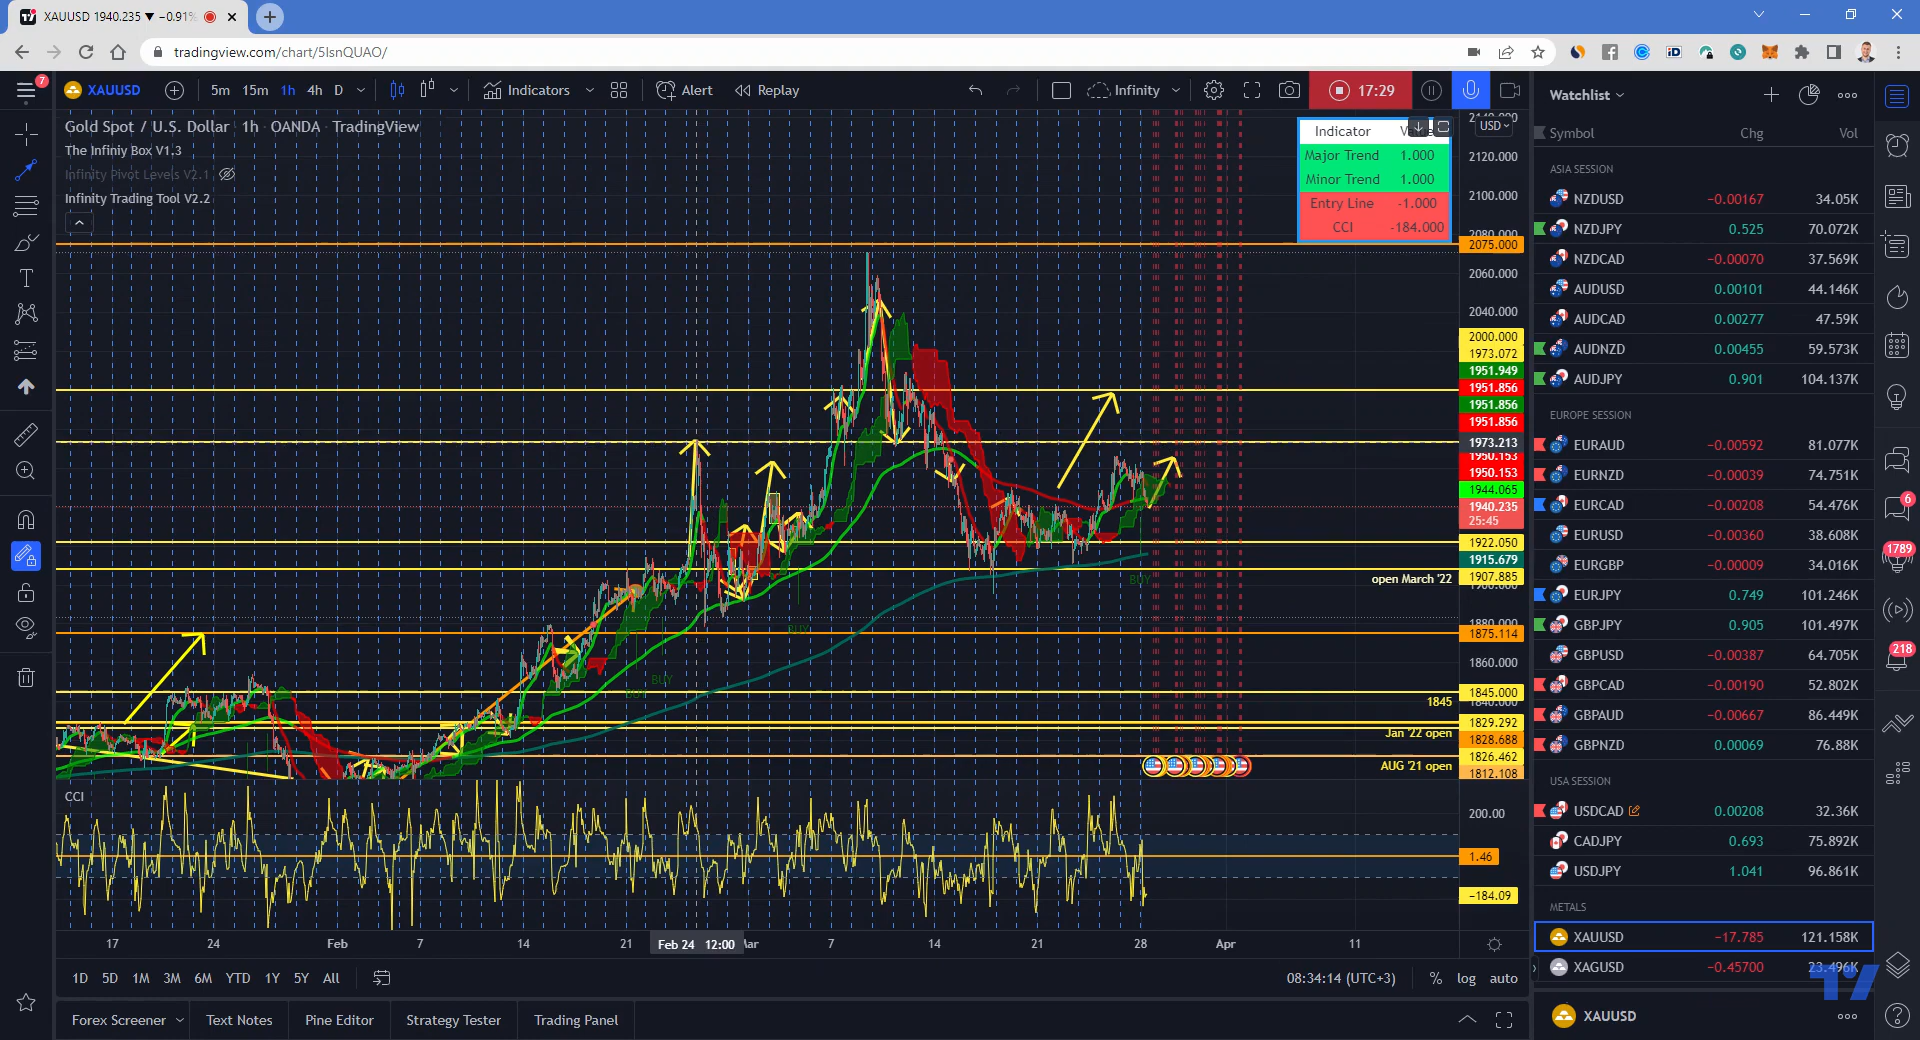 XAUUSD 1940.235 ▼ −0.91%
tradingview.com/chart/5IsnQUAO/
7
XAUUSD 5m 15m 1h 4h D Indicators Alert Replay Infinity 17:29
Gold Spot / U.S. Dollar · 1h · OANDA · TradingView
The Infiniy Box V1.3
Infinity Pivot Levels V2.1
Infinity Trading Tool V2.2
Indicator
Major Trend 1.000
Minor Trend 1.000
Entry Line -1.000
CCI -184.000
USD
2120.000
2100.000
2080.000
2075.000
2060.000
2040.000
2000.000
1973.072
1951.949
1951.856
1951.856
1951.856
1973.213
1950.153
1950.153
1944.065
1940.235
25:45
1922.050
1915.679
1907.885
1875.114
1860.000
1845.000
1840.000
1829.292
1828.688
1826.462
1812.108
open March '22
1845
Jan '22 open
AUG '21 open
BUY
BUY
BUY
CCI
200.00
1.46
−184.09
17 24 Feb 7 14 21 Feb 24 12:00 Mar 7 14 21 28 Apr 11
1D 5D 1M 3M 6M YTD 1Y 5Y All
08:34:14 (UTC+3) % log auto
Forex Screener Text Notes Pine Editor Strategy Tester Trading Panel
Watchlist
Symbol Chg Vol
ASIA SESSION
NZDUSD −0.00167 34.05K
NZDJPY 0.525 70.072K
NZDCAD −0.00070 37.569K
AUDUSD 0.00101 44.146K
AUDCAD 0.00277 47.59K
AUDNZD 0.00455 59.573K
AUDJPY 0.901 104.137K
EUROPE SESSION
EURAUD −0.00592 81.077K
EURNZD −0.00039 74.751K
EURCAD −0.00208 54.476K
EURUSD −0.00360 38.608K
EURGBP −0.00009 34.016K
EURJPY 0.749 101.246K
GBPJPY 0.905 101.497K
GBPUSD −0.00387 64.705K
GBPCAD −0.00190 52.802K
GBPAUD −0.00667 86.449K
GBPNZD 0.00069 76.88K
USA SESSION
USDCAD 0.00208 32.36K
CADJPY 0.693 75.892K
USDJPY 1.041 96.861K
METALS
XAUUSD −17.785 121.158K
XAGUSD −0.45700 23.496K
XAUUSD
6
1789
218